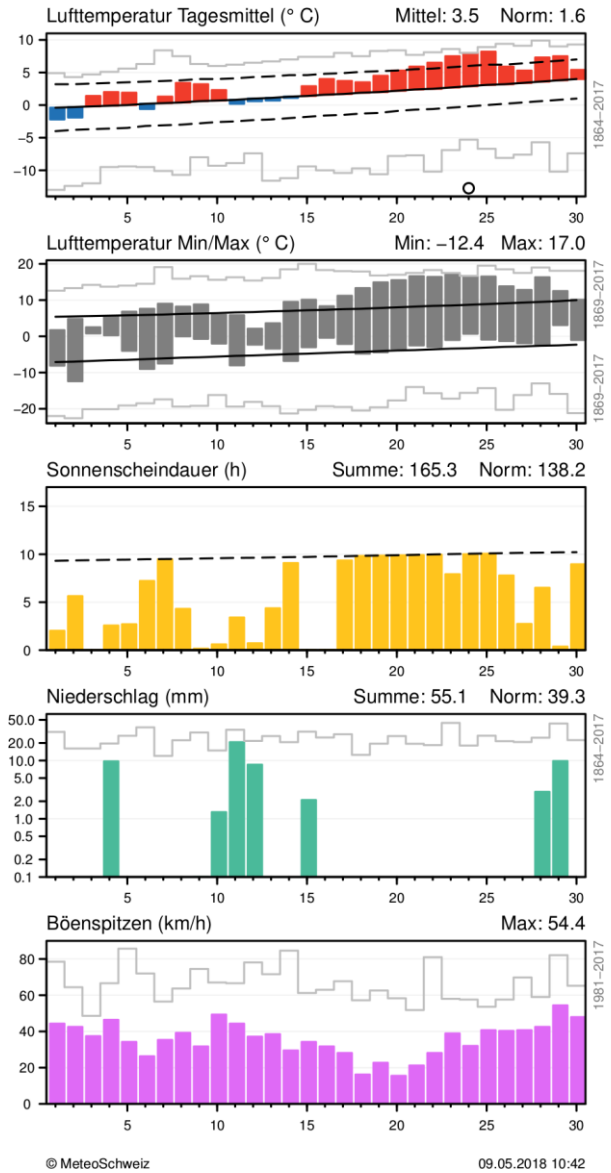 Lufttemperatur Tagesmittel (° C) Mittel: 3.5 Norm: 1.6
10
5
0
−5
−10
5 10 15 20 25 30
1864−2017
Lufttemperatur Min/Max (° C) Min: −12.4 Max: 17.0
20
10
0
−10
−20
5 10 15 20 25 30
1869−2017 1869−2017
Sonnenscheindauer (h) Summe: 165.3 Norm: 138.2
15
10
5
0
5 10 15 20 25 30
Niederschlag (mm) Summe: 55.1 Norm: 39.3
50.0
20.0
10.0
5.0
2.0
1.0
0.5
0.2
0.1
5 10 15 20 25 30
1864−2017
Böenspitzen (km/h) Max: 54.4
80
60
40
20
0
5 10 15 20 25 30
1981−2017
© MeteoSchweiz 09.05.2018 10:42